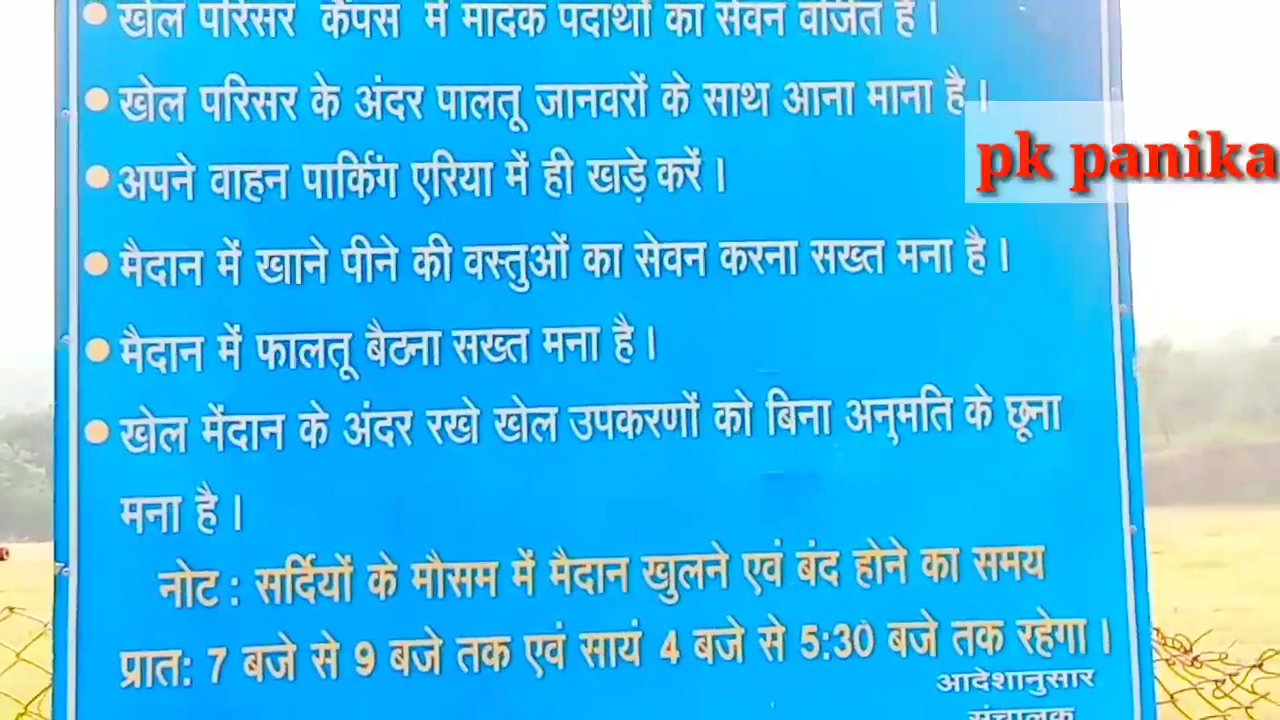 खेल परिसर कैंपस में मादक पदार्थों का सेवन वर्जित है।
खेल परिसर के अंदर पालतू जानवरों के साथ आना माना है।
pk panika
अपने वाहन पार्किंग एरिया में ही खड़े करें।
मैदान में खाने पीने की वस्तुओं का सेवन करना सख्त मना है।
मैदान में फालतू बैठना सख्त मना है।
खेल मेंदान के अंदर रखे खेल उपकरणों को बिना अनुमति के छूना
मना है।
नोट : सर्दियों के मौसम में मैदान खुलने एवं बंद होने का समय
प्रात: 7 बजे से 9 बजे तक एवं सायं 4 बजे से 5:30 बजे तक रहेगा।
आदेशानुसार
संचालक